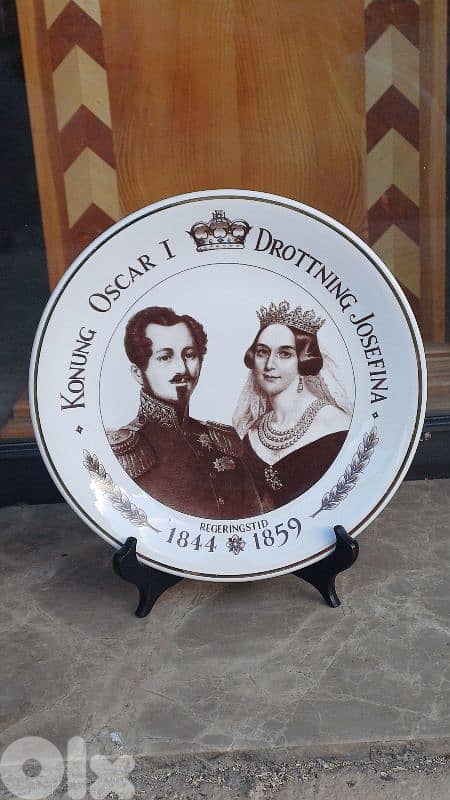 Konung Oscar I
Drottning Josefina
REGERINGSTID
1844 1859
olx